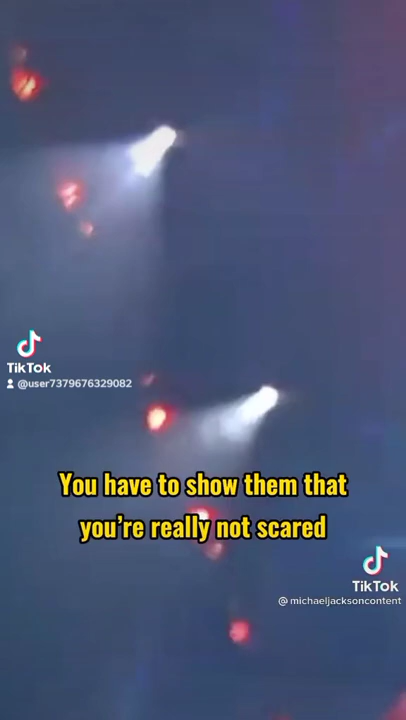 TikTok
@user7379676329082
You have to show them that
you're really not scared
TikTok
@michaeljacksoncontent